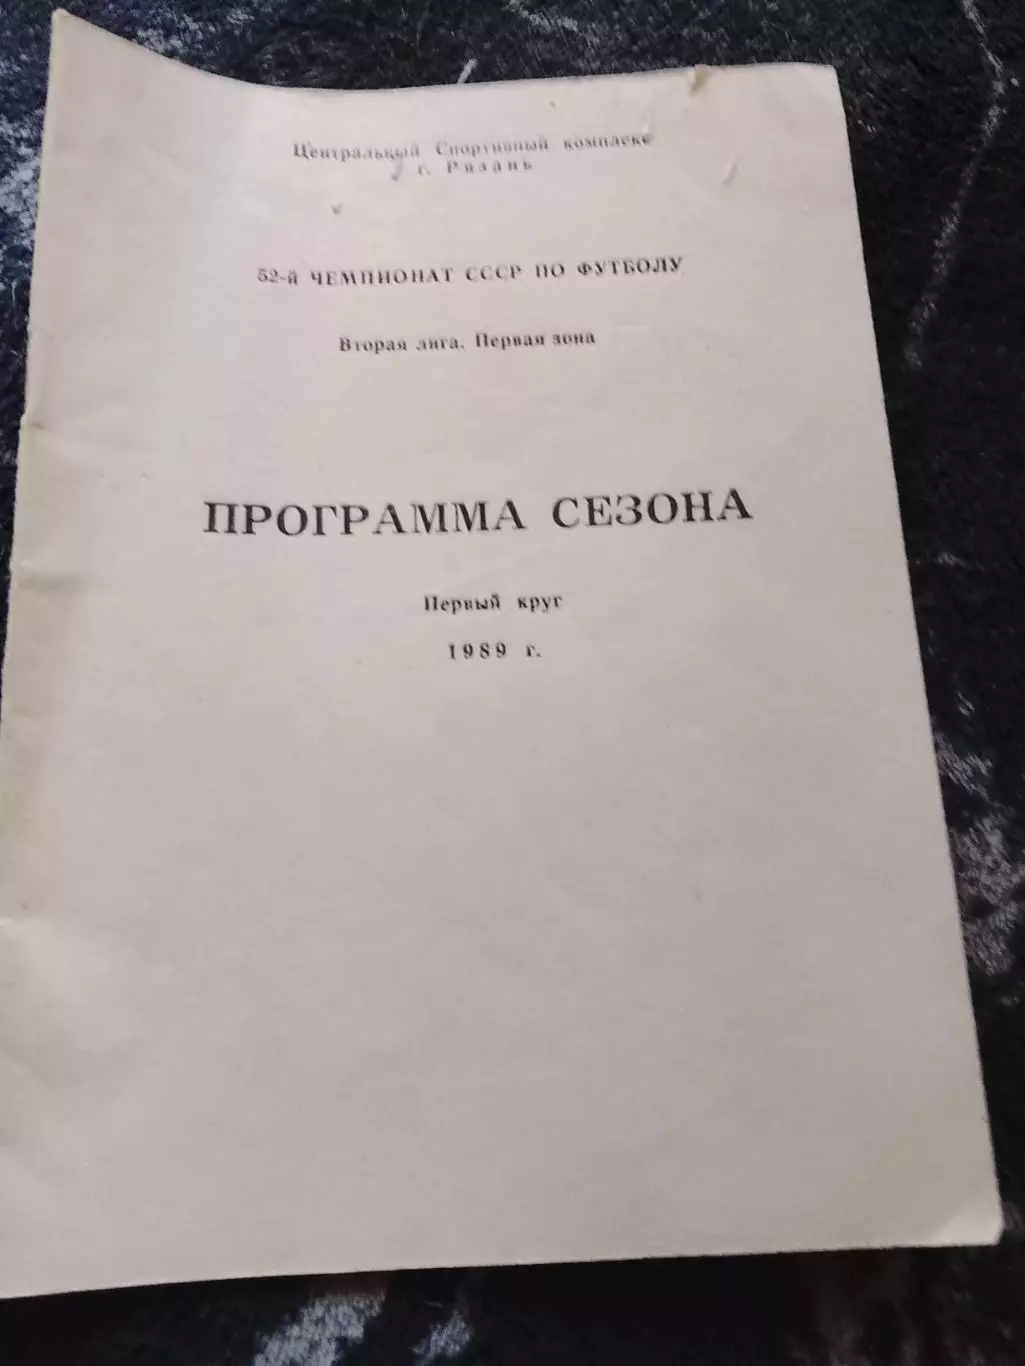 Центральный Спортивный комплекс
г. Рязань
52-й ЧЕМПИОНАТ СССР ПО ФУТБОЛУ
Вторая лига. Первая зона
ПРОГРАММА СЕЗОНА
Первый круг
1989 г.